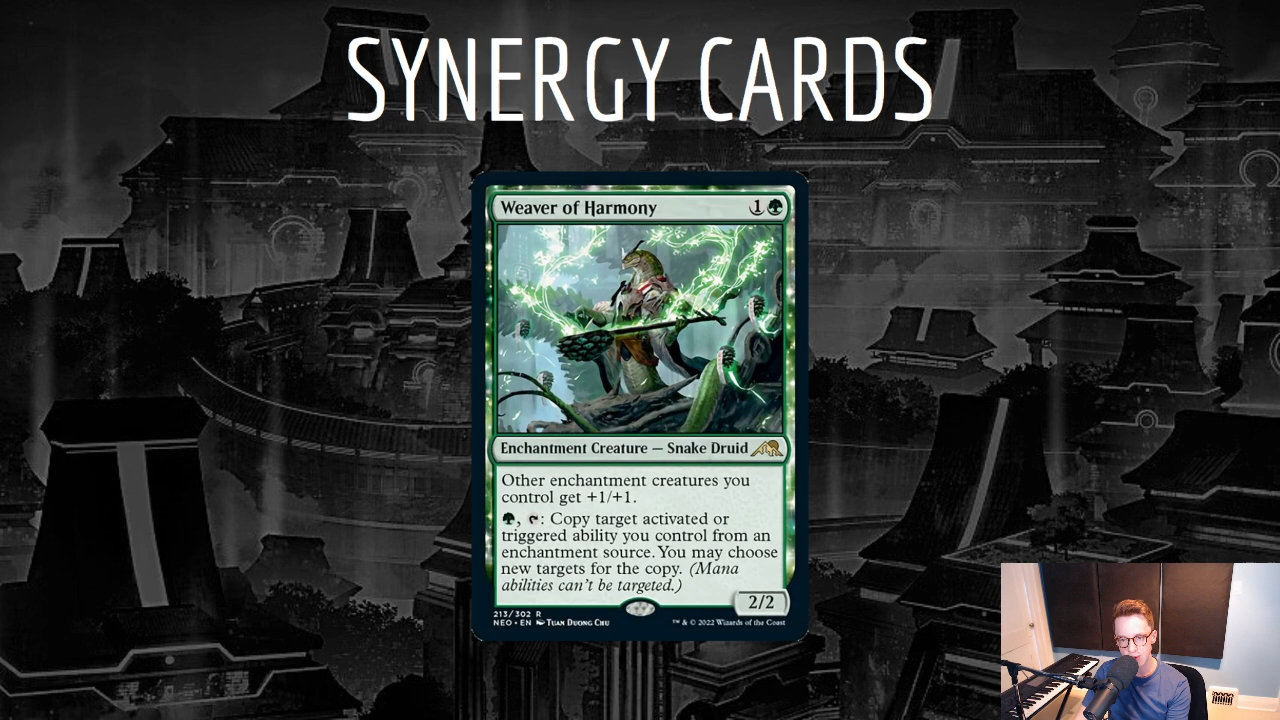 SYNERGY CARDS
Weaver of Harmony 1
Enchantment Creature — Snake Druid
Other enchantment creatures you
control get +1/+1.
, : Copy target activated or
triggered ability you control from an
enchantment source. You may choose
new targets for the copy. (Mana
abilities can't be targeted.)
2/2
213/302 R
NEO • EN Tuan Duong Chu ™ & © 2022 Wizards of the Coast